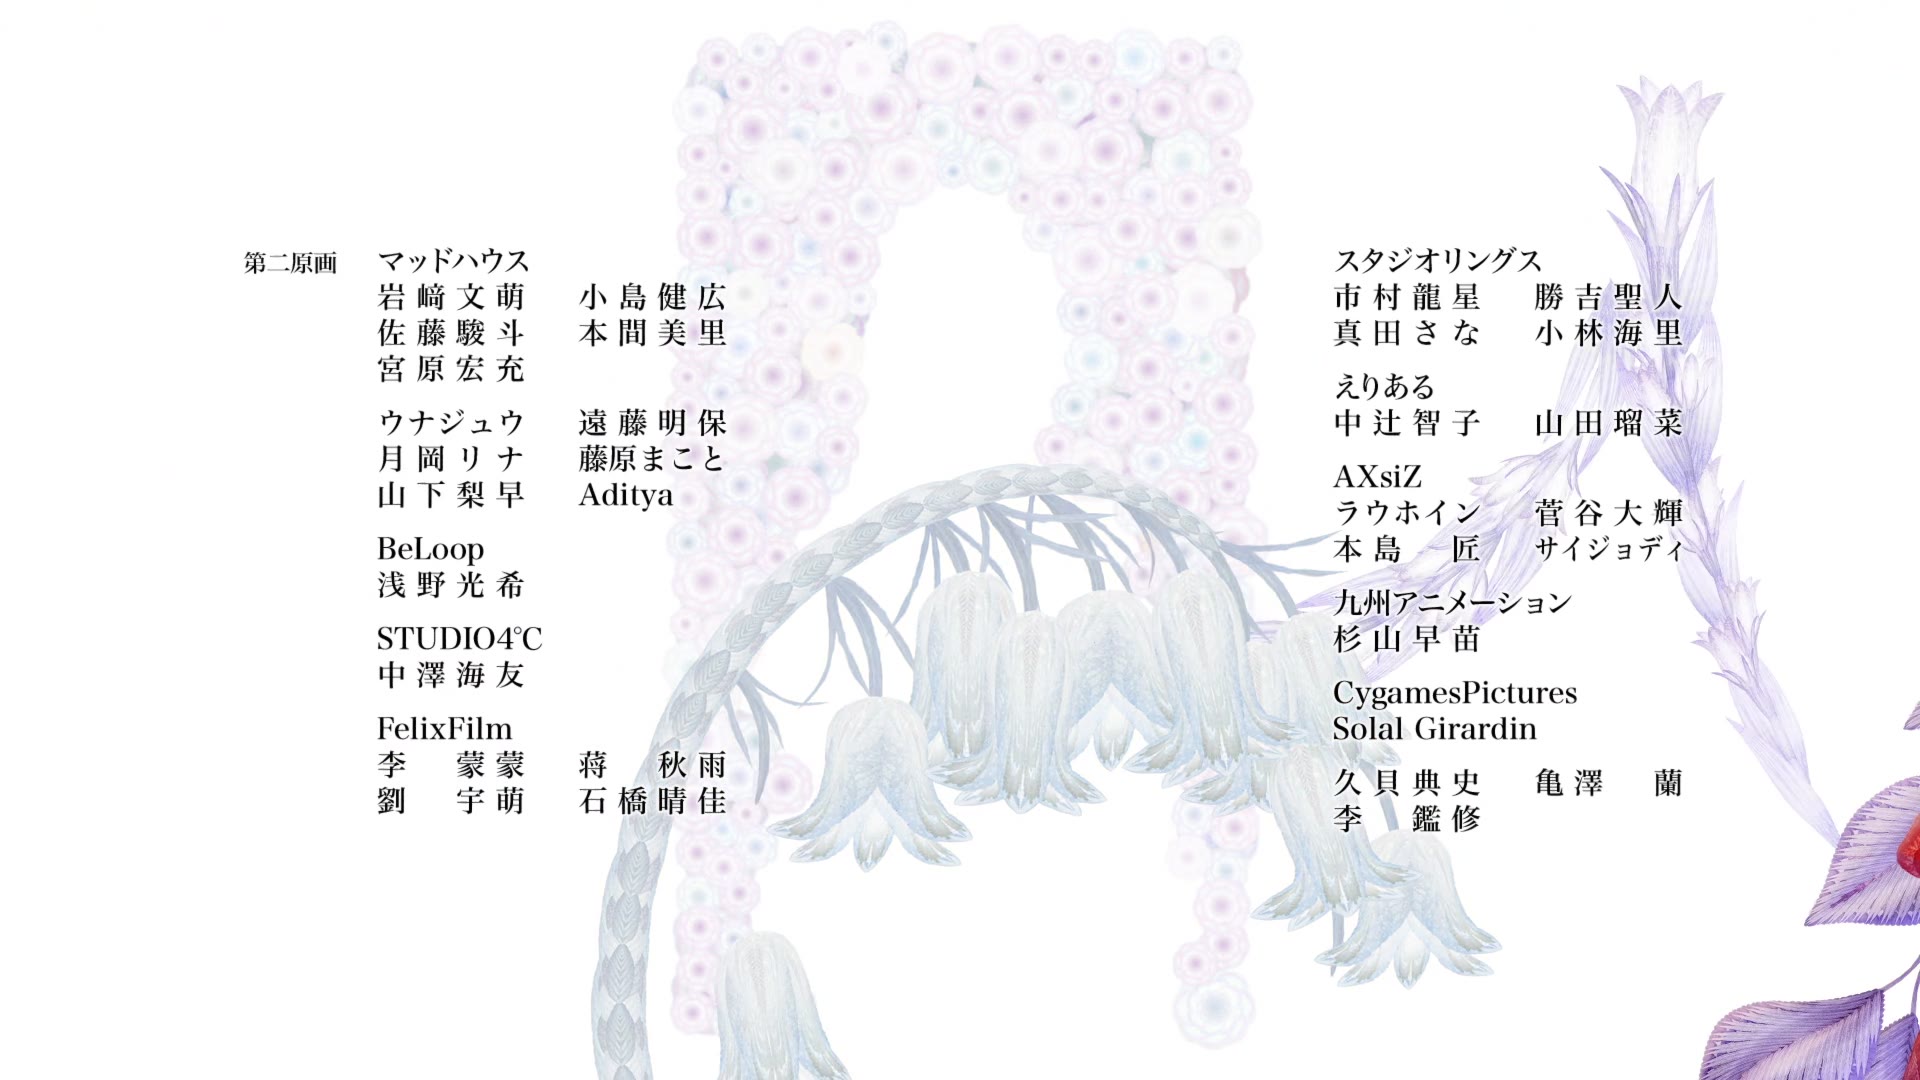 第二原画 マッドハウス
岩﨑文萌 小島健広
佐藤駿斗 本間美里
宮原宏充
ウナジュウ 遠藤明保
月岡リナ 藤原まこと
山下梨早 Aditya
BeLoop
浅野光希
STUDIO4℃
中澤海友
FelixFilm
李 蒙蒙 蒋 秋雨
劉 宇萌 石橋晴佳
スタジオリングス
市村龍星 勝吉聖人
真田さな 小林海里
えりある
中辻智子 山田瑠菜
AXsiZ
ラウホイン 菅谷大輝
本島 匠 サイジョディ
九州アニメーション
杉山早苗
CygamesPictures
Solal Girardin
久貝典史 亀澤 蘭
李 鑑修